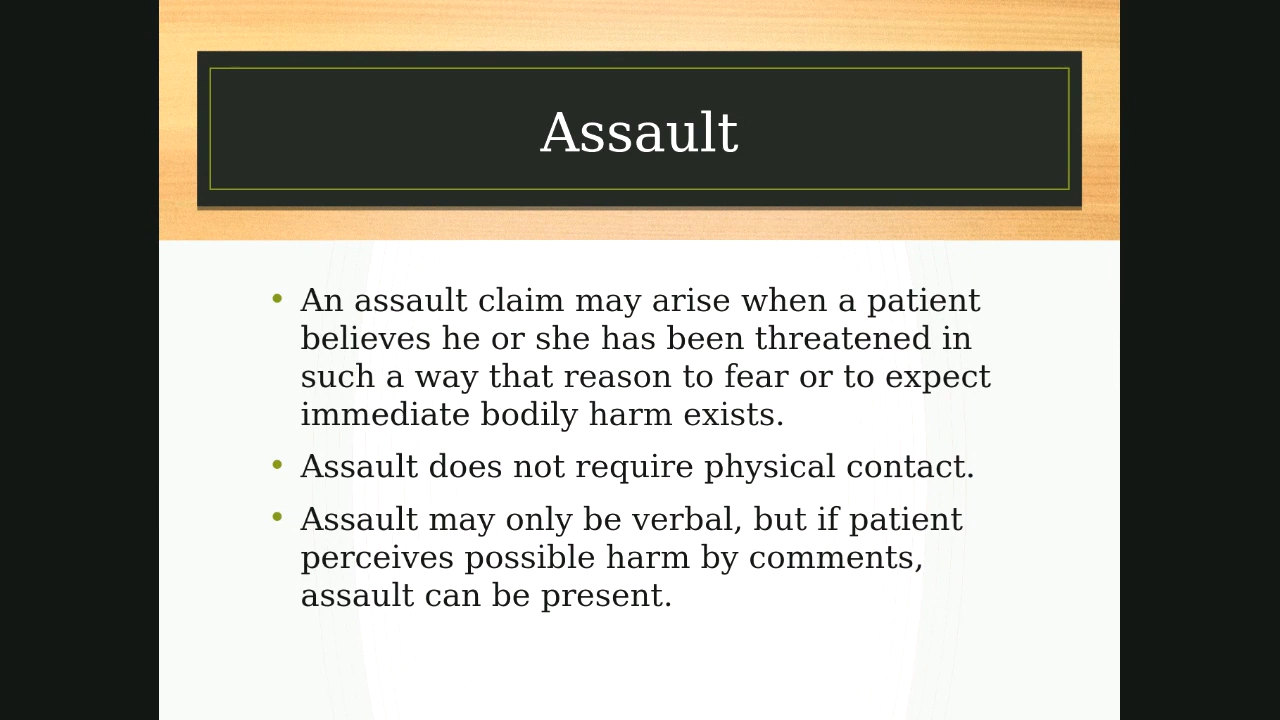 Assault
• An assault claim may arise when a patient
believes he or she has been threatened in
such a way that reason to fear or to expect
immediate bodily harm exists.
• Assault does not require physical contact.
• Assault may only be verbal, but if patient
perceives possible harm by comments,
assault can be present.